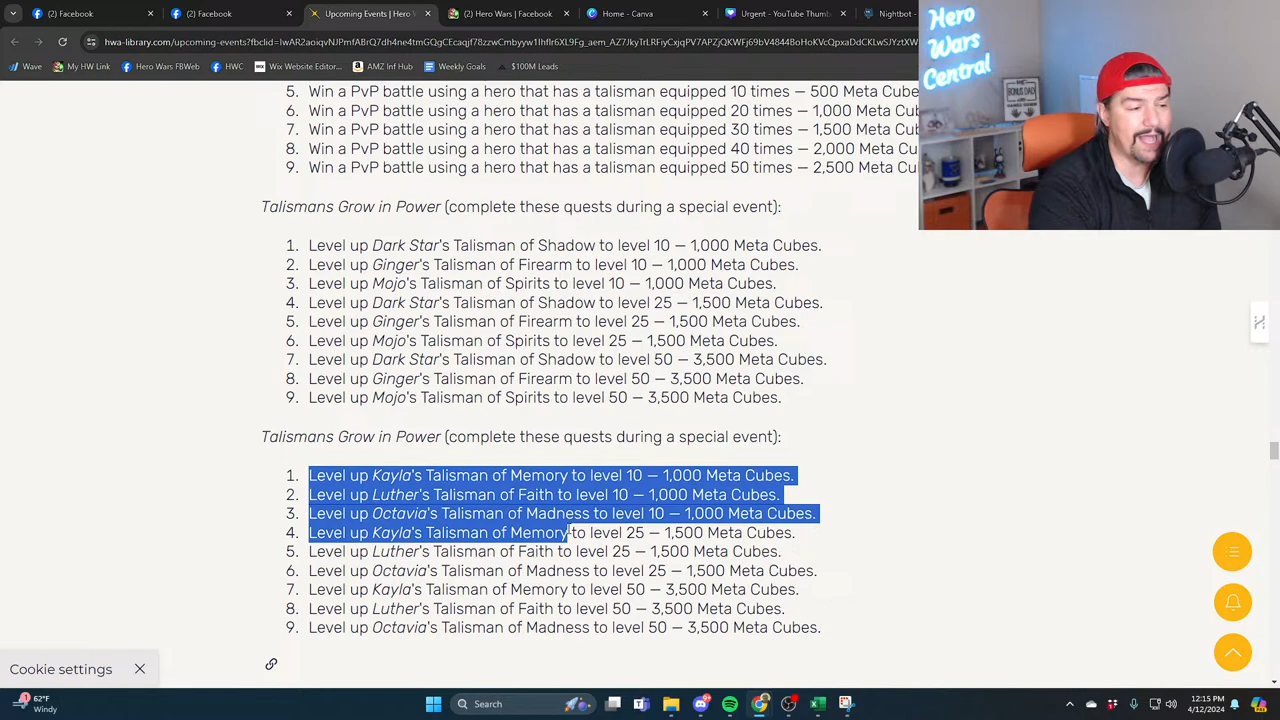 Facebook
Facebook
Upcoming Events | Hero V
Hero Wars | Facebook
Home - Canva
Urgent - YouTube Thumb
Nightbot -
hwa-library.com/upcoming-events?fbclid=
Wave
My HW Link
Hero Wars FBWeb
HWC
Wix Website Editor...
AMZ Inf Hub
Weekly Goals
$100M Leads
Hero
Wars
Central
BONUS DAD
5. Win a PvP battle using a hero that has a talisman equipped 10 times — 500 Meta Cube
6. Win a PvP battle using a hero that has a talisman equipped 20 times — 1,000 Meta Cu
7. Win a PvP battle using a hero that has a talisman equipped 30 times — 1,500 Meta Cu
8. Win a PvP battle using a hero that has a talisman equipped 40 times — 2,000 Meta Cu
9. Win a PvP battle using a hero that has a talisman equipped 50 times — 2,500 Meta Cu
Talismans Grow in Power (complete these quests during a special event):
1. Level up Dark Star's Talisman of Shadow to level 10 — 1,000 Meta Cubes.
2. Level up Ginger's Talisman of Firearm to level 10 — 1,000 Meta Cubes.
3. Level up Mojo's Talisman of Spirits to level 10 — 1,000 Meta Cubes.
4. Level up Dark Star's Talisman of Shadow to level 25 — 1,500 Meta Cubes.
5. Level up Ginger's Talisman of Firearm to level 25 — 1,500 Meta Cubes.
6. Level up Mojo's Talisman of Spirits to level 25 — 1,500 Meta Cubes.
7. Level up Dark Star's Talisman of Shadow to level 50 — 3,500 Meta Cubes.
8. Level up Ginger's Talisman of Firearm to level 50 — 3,500 Meta Cubes.
9. Level up Mojo's Talisman of Spirits to level 50 — 3,500 Meta Cubes.
Talismans Grow in Power (complete these quests during a special event):
1. Level up Kayla's Talisman of Memory to level 10 — 1,000 Meta Cubes.
2. Level up Luther's Talisman of Faith to level 10 — 1,000 Meta Cubes.
3. Level up Octavia's Talisman of Madness to level 10 — 1,000 Meta Cubes.
4. Level up Kayla's Talisman of Memory to level 25 — 1,500 Meta Cubes.
5. Level up Luther's Talisman of Faith to level 25 — 1,500 Meta Cubes.
6. Level up Octavia's Talisman of Madness to level 25 — 1,500 Meta Cubes.
7. Level up Kayla's Talisman of Memory to level 50 — 3,500 Meta Cubes.
8. Level up Luther's Talisman of Faith to level 50 — 3,500 Meta Cubes.
9. Level up Octavia's Talisman of Madness to level 50 — 3,500 Meta Cubes.
Cookie settings
62°F
Windy
Search
12:15 PM
4/12/2024